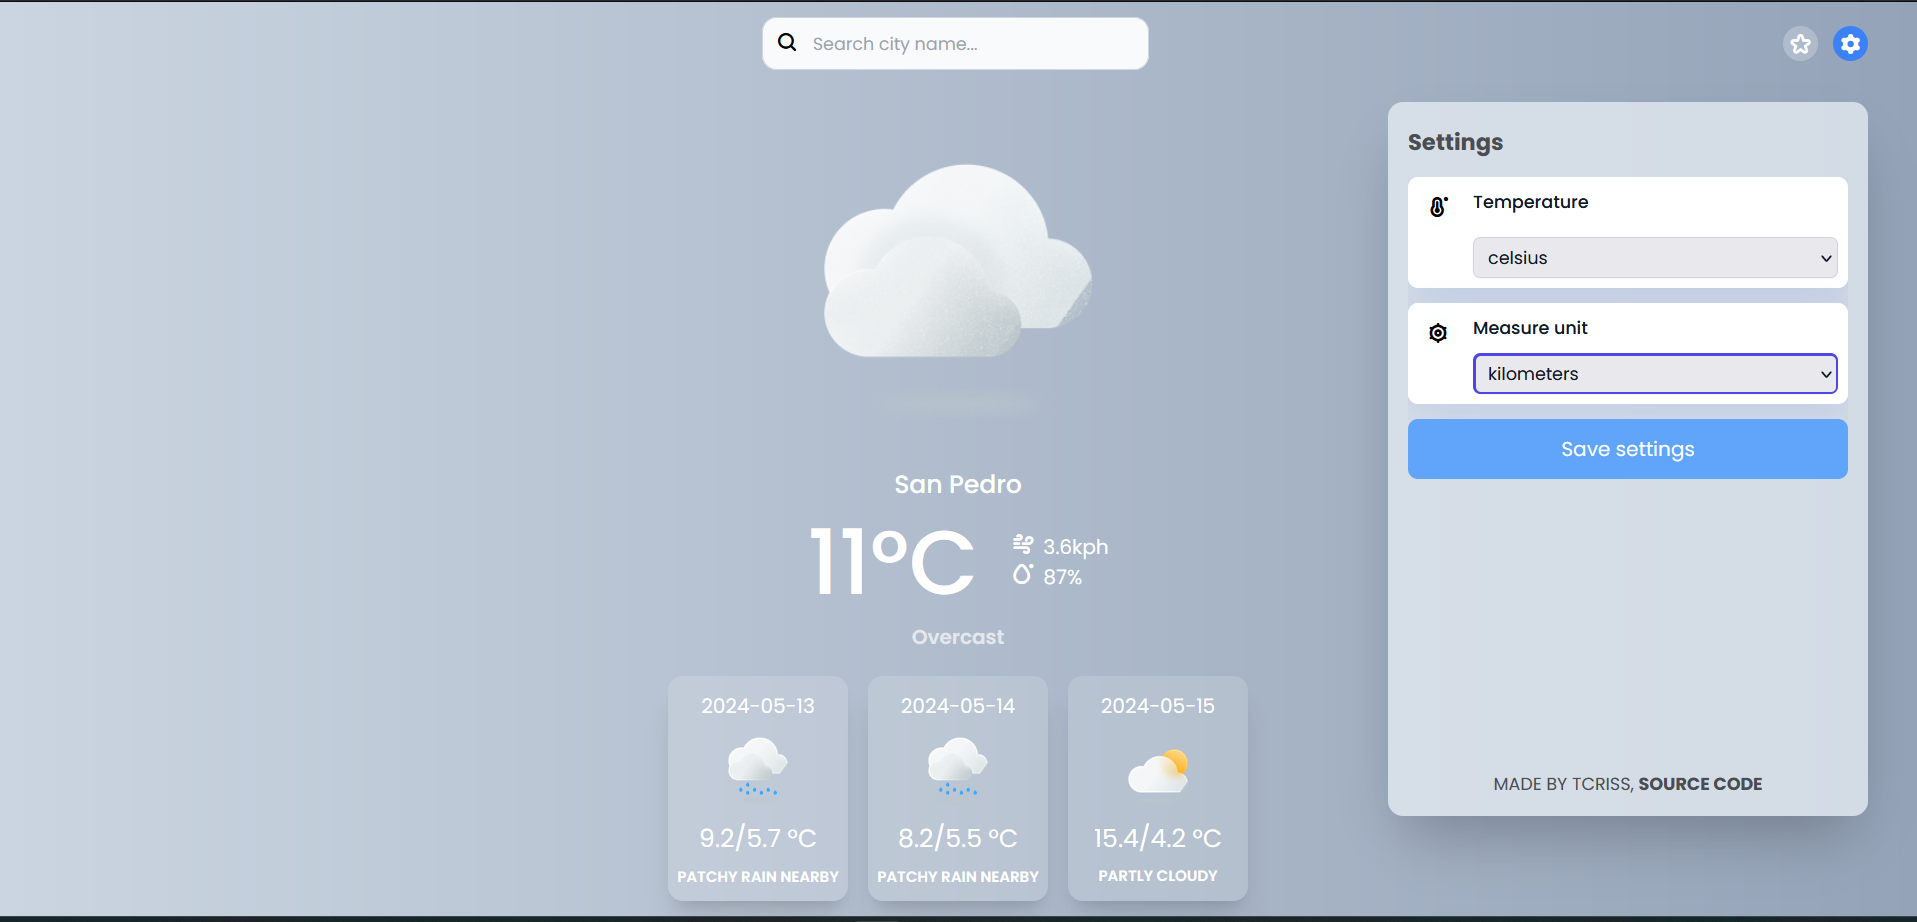 Search city name...
Settings
Temperature
celsius
Measure unit
kilometers
Save settings
San Pedro
11°C
3.6kph
87%
Overcast
2024-05-13
9.2/5.7 °C
PATCHY RAIN NEARBY
2024-05-14
8.2/5.5 °C
PATCHY RAIN NEARBY
2024-05-15
15.4/4.2 °C
PARTLY CLOUDY
MADE BY TCRISS, SOURCE CODE